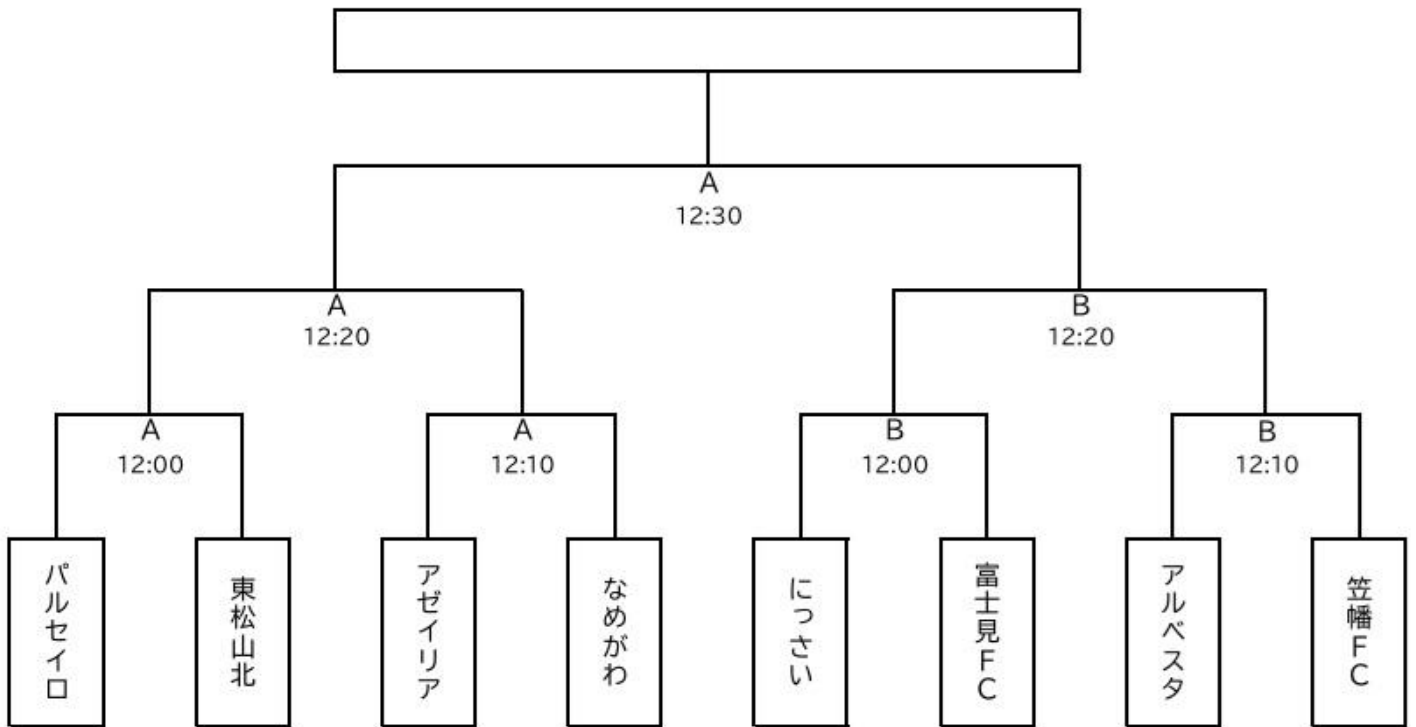 A
12:30
A
12:20
B
12:20
A
12:00
A
12:10
B
12:00
B
12:10
パルセイロ
東松山北
アゼイリア
なめがわ
にっさい
富士見FC
アルベスタ
笠幡FC